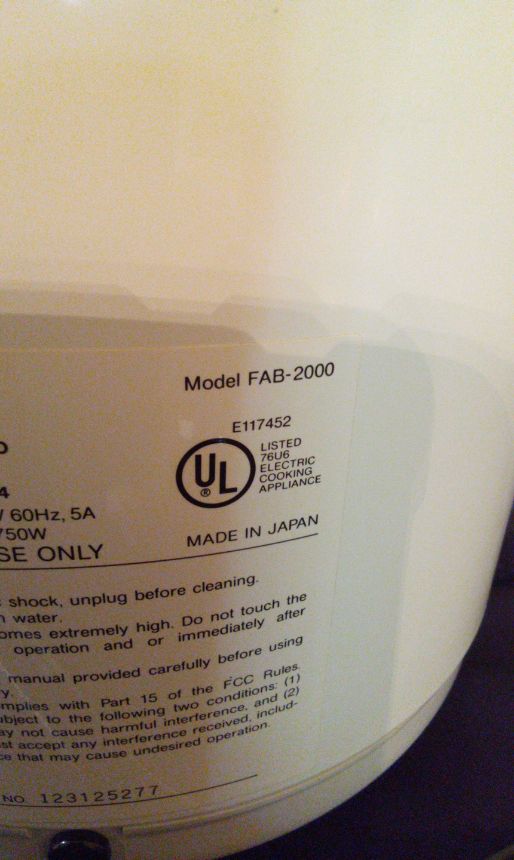 Model FAB-2000
E117452
UL
®
LISTED
76U6
ELECTRIC
COOKING
APPLIANCE
4
/ 60Hz, 5A
750W
SE ONLY
MADE IN JAPAN
shock, unplug before cleaning.
water.
omes extremely high. Do not touch the
operation and or immediately after
manual provided carefully before using
y.
mplies with Part 15 of the FCC Rules.
bject to the following two conditions: (1)
ay not cause harmful interference, and (2)
st accept any interference received, includ-
ce that may cause undesired operation.
NO. 123125277